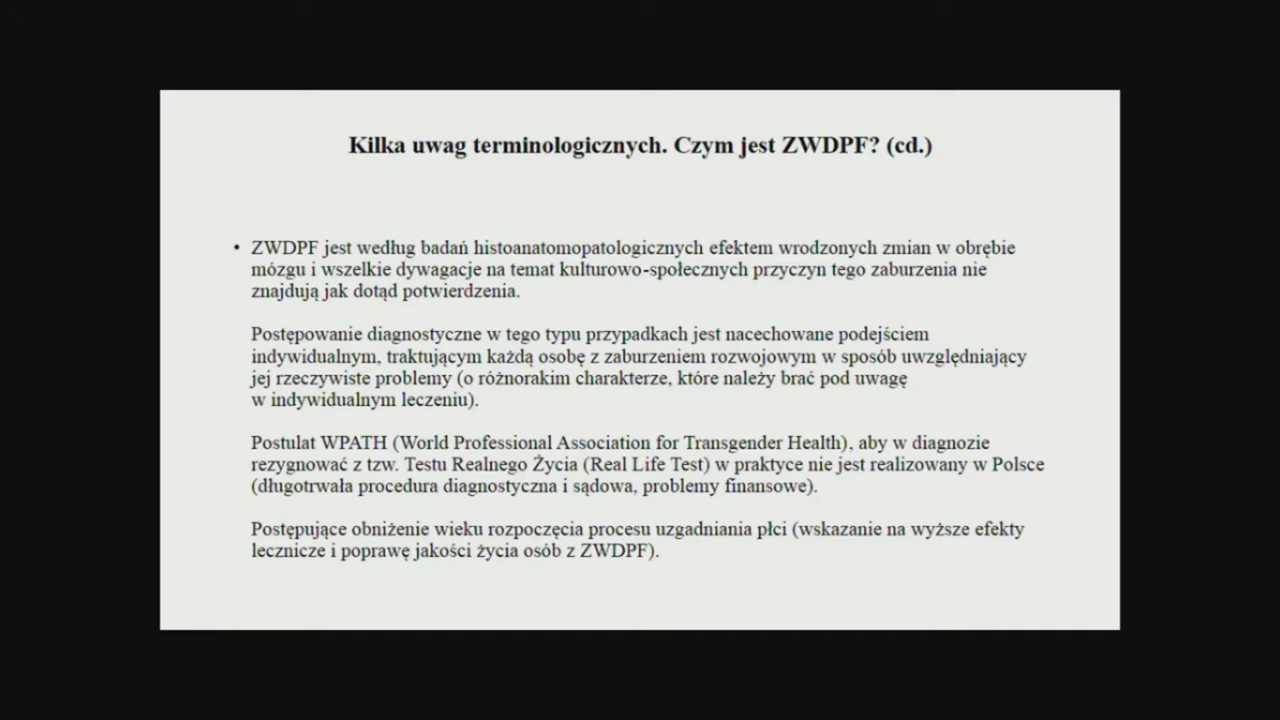 Kilka uwag terminologicznych. Czym jest ZWDPF? (cd.)
• ZWDPF jest według badań histoanatomopatologicznych efektem wrodzonych zmian w obrębie
mózgu i wszelkie dywagacje na temat kulturowo-społecznych przyczyn tego zaburzenia nie
znajdują jak dotąd potwierdzenia.
Postępowanie diagnostyczne w tego typu przypadkach jest nacechowane podejściem
indywidualnym, traktującym każdą osobę z zaburzeniem rozwojowym w sposób uwzględniający
jej rzeczywiste problemy (o różnorakim charakterze, które należy brać pod uwagę
w indywidualnym leczeniu).
Postulat WPATH (World Professional Association for Transgender Health), aby w diagnozie
rezygnować z tzw. Testu Realnego Życia (Real Life Test) w praktyce nie jest realizowany w Polsce
(długotrwała procedura diagnostyczna i sądowa, problemy finansowe).
Postępujące obniżenie wieku rozpoczęcia procesu uzgadniania płci (wskazanie na wyższe efekty
lecznicze i poprawę jakości życia osób z ZWDPF).